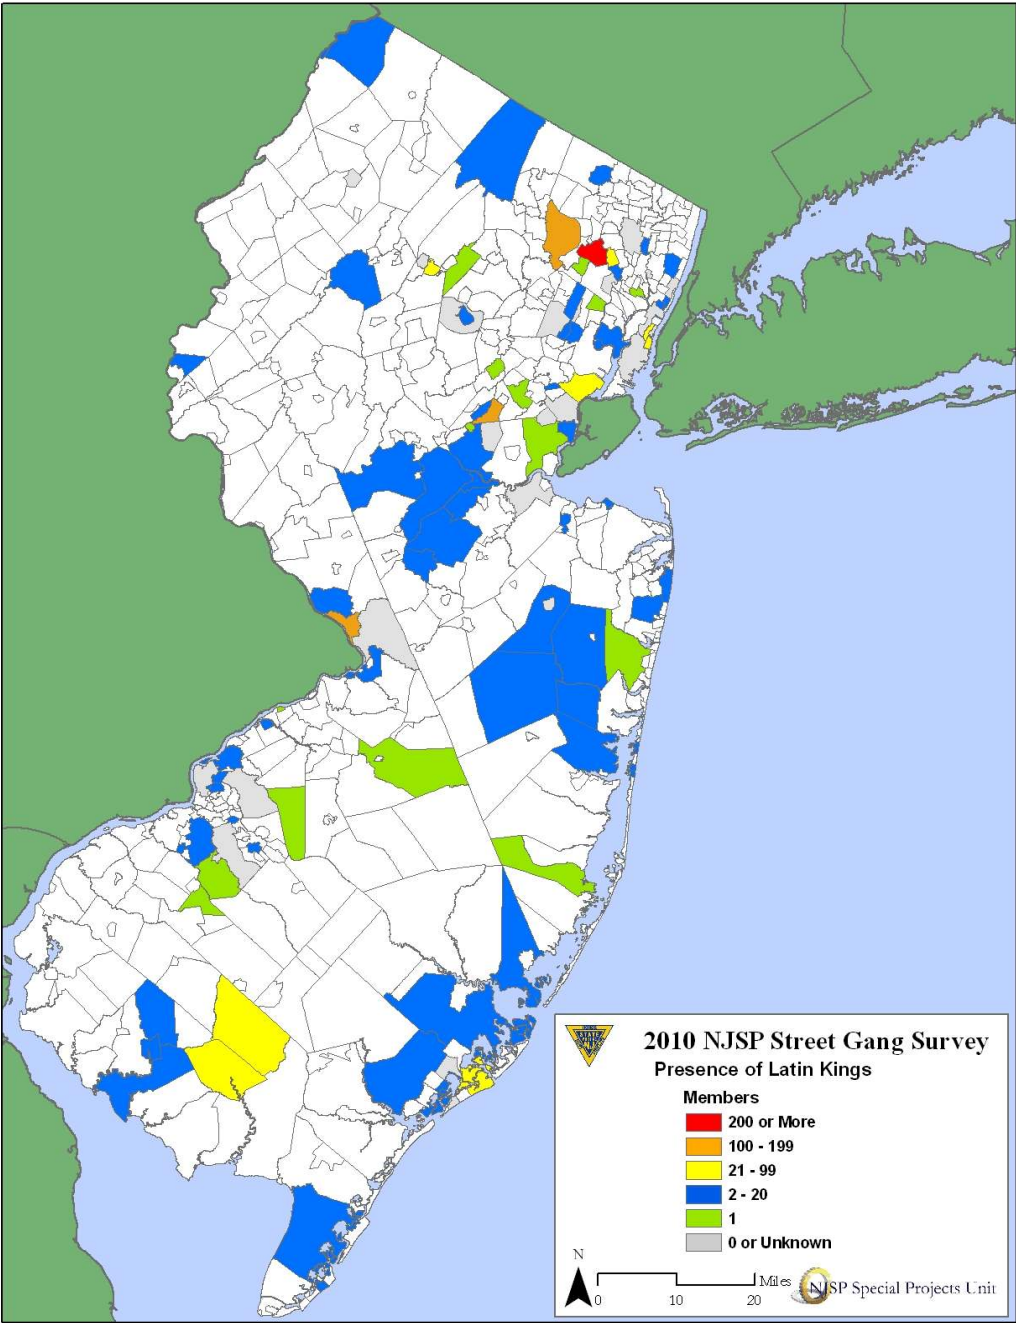 2010 NJSP Street Gang Survey
Presence of Latin Kings
Members
200 or More
100 - 199
21 - 99
2 - 20
1
0 or Unknown
N
Miles
0 10 20
NJSP Special Projects Unit